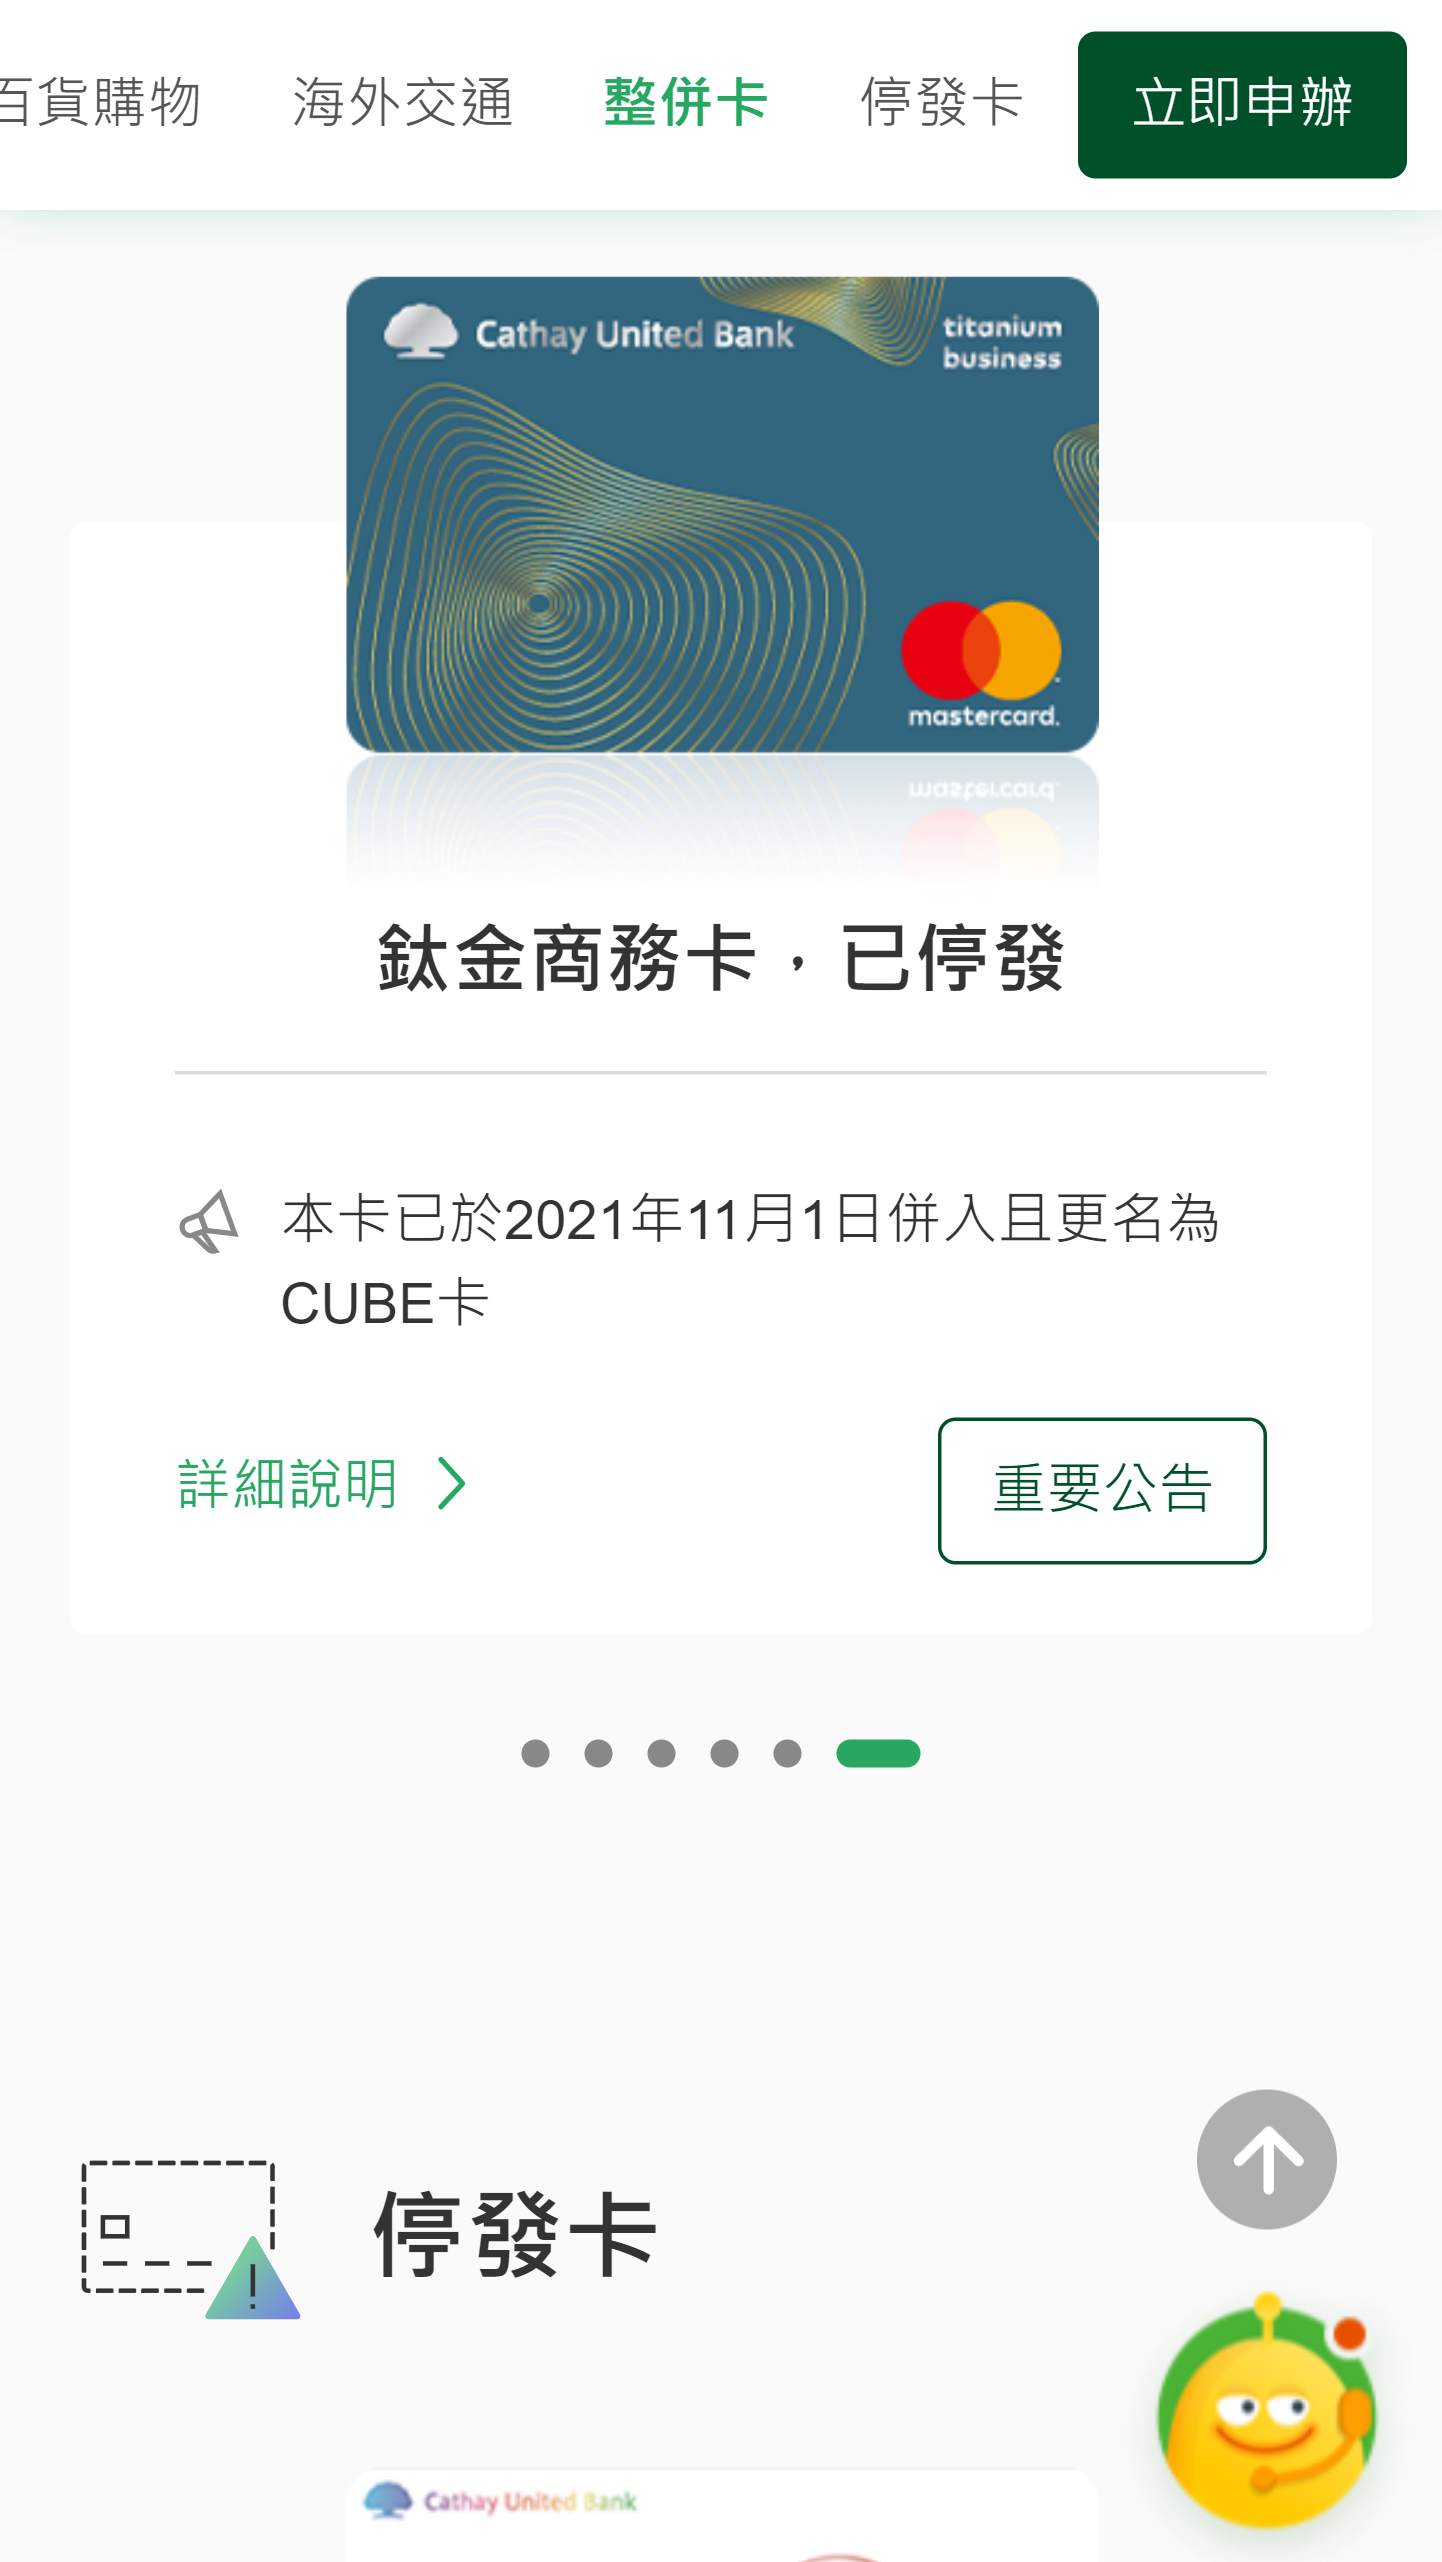 百貨購物 海外交通 整併卡 停發卡 立即申辦
Cathay United Bank
titanium
business
mastercard.
鈦金商務卡，已停發
本卡已於2021年11月1日併入且更名為
CUBE卡
詳細說明
重要公告
停發卡
Cathay United Bank